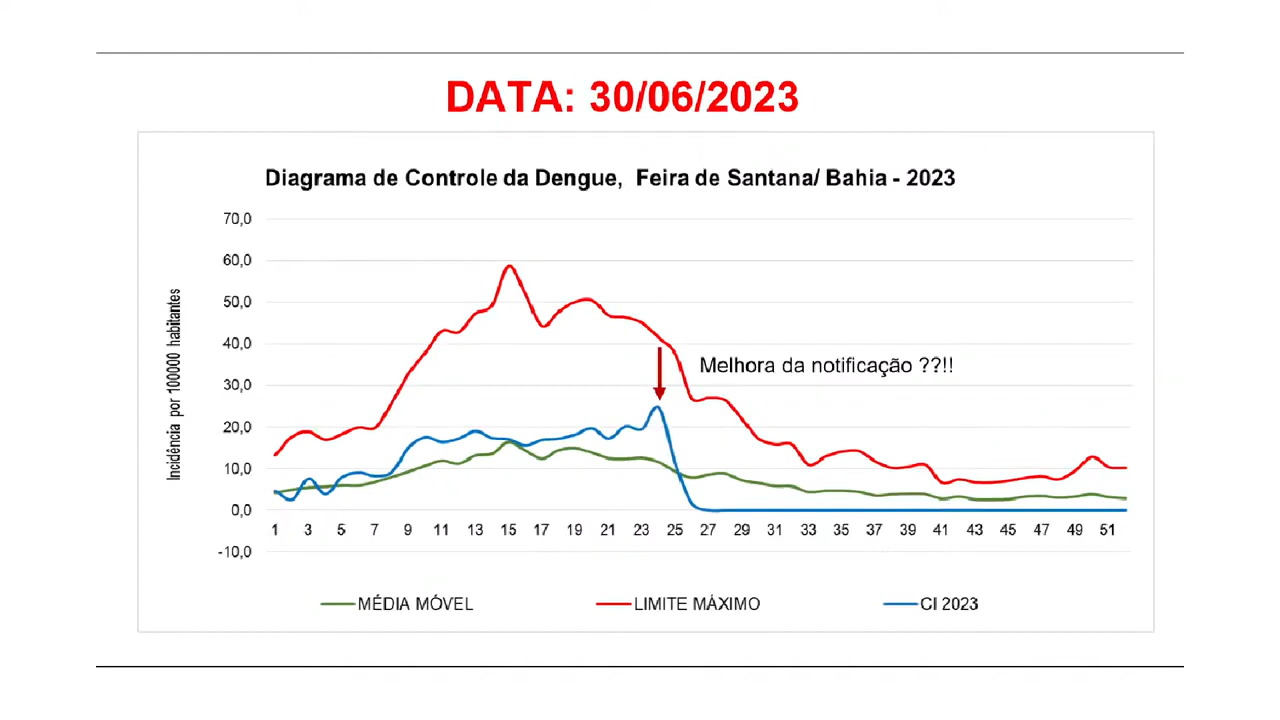 DATA: 30/06/2023
Diagrama de Controle da Dengue, Feira de Santana/ Bahia - 2023
Incidência por 100000 habitantes
70,0
60,0
50,0
40,0
30,0
20,0
10,0
0,0
-10,0
Melhora da notificação ??!!
1 3 5 7 9 11 13 15 17 19 21 23 25 27 29 31 33 35 37 39 41 43 45 47 49 51
MÉDIA MÓVEL LIMITE MÁXIMO CI 2023